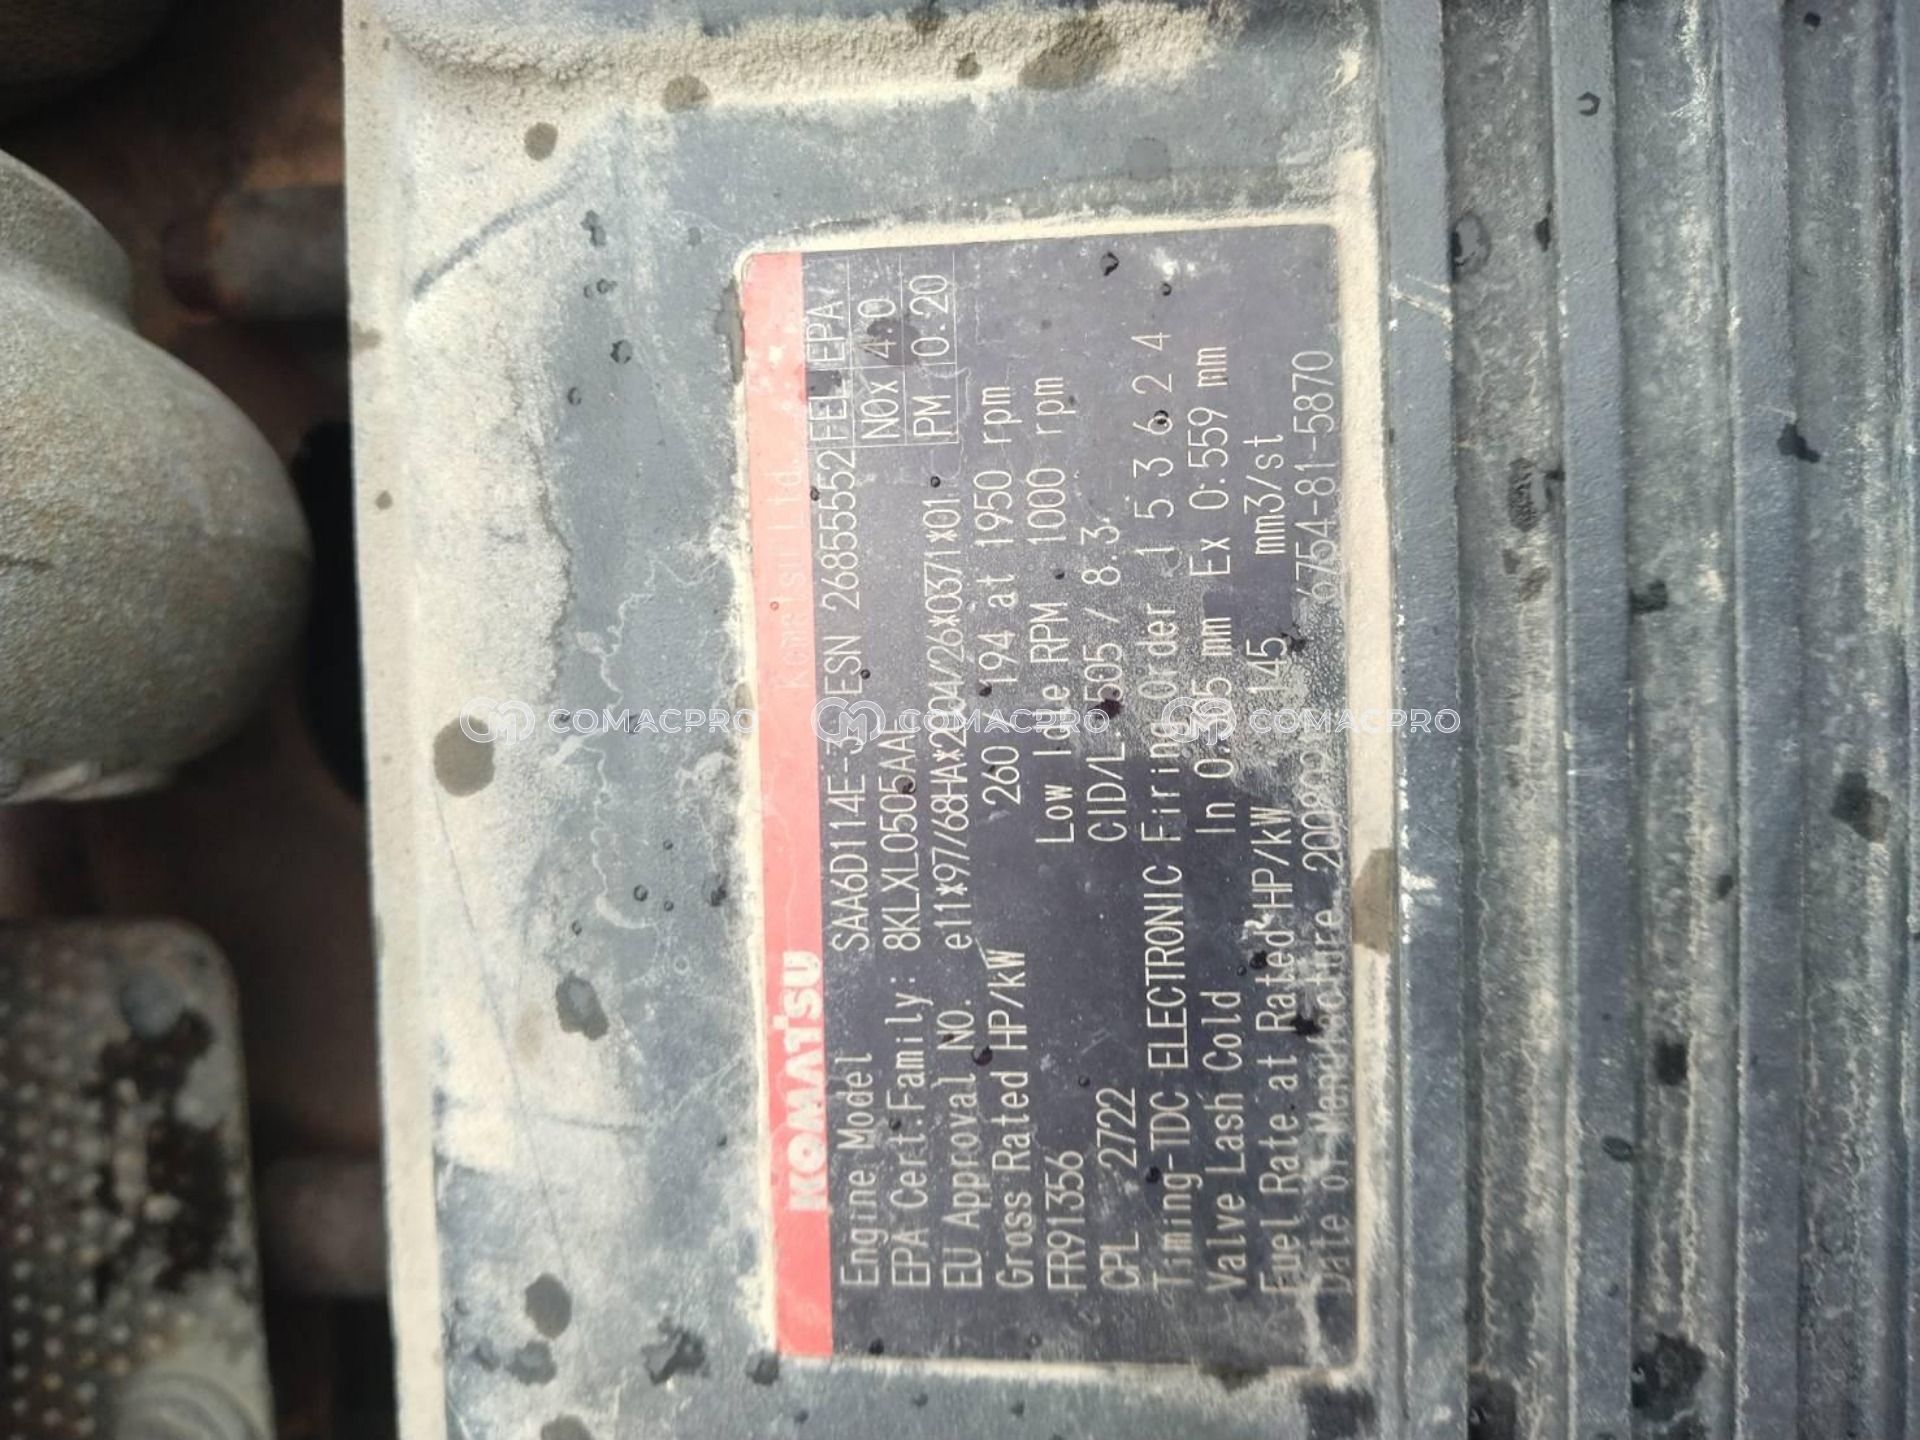 KOMATSU Komatsu Ltd.
Engine Model SAA6D114E-3 ESN 26855552 FEL EPA
EPA Cert.Family: 8KLXL0505AAF NOx 4.0
EU Approval NO. e11*97/68HA*2004/26*0371*01 PM 0.20
Gross Rated HP/kW 260 194 at 1950 rpm
FR91356 Low Idle RPM 1000 rpm
CPL 2722 CID/L. 505 / 8.3
Timing-TDC ELECTRONIC Firing Order 1 5 3 6 2 4
Valve Lash Cold In mm Ex 0.559 mm
Fuel Rate at Rated HP/kW 145 mm3/st
Date of Manufacture 6754-81-5870
COMACPRO COMACPRO COMACPRO